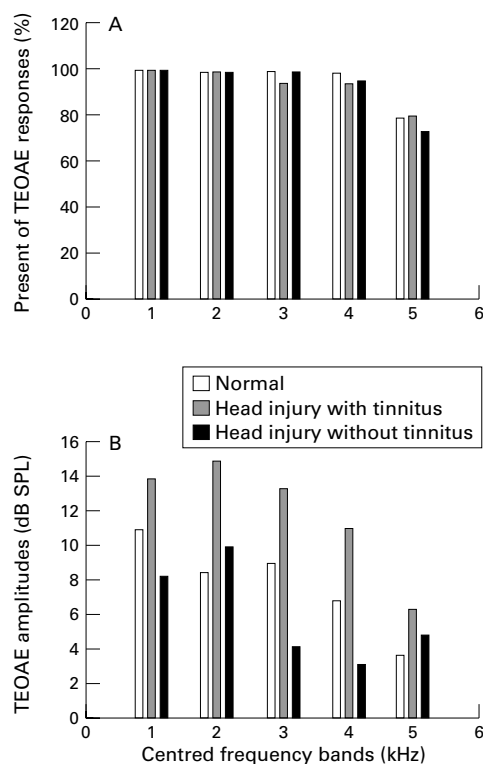 A
Present of TEOAE responses (%)
120
100
80
60
40
20
0
0 1 2 3 4 5 6
Normal
Head injury with tinnitus
Head injury without tinnitus
B
TEOAE amplitudes (dB SPL)
16
14
12
10
8
6
4
2
0
0 1 2 3 4 5 6
Centred frequency bands (kHz)